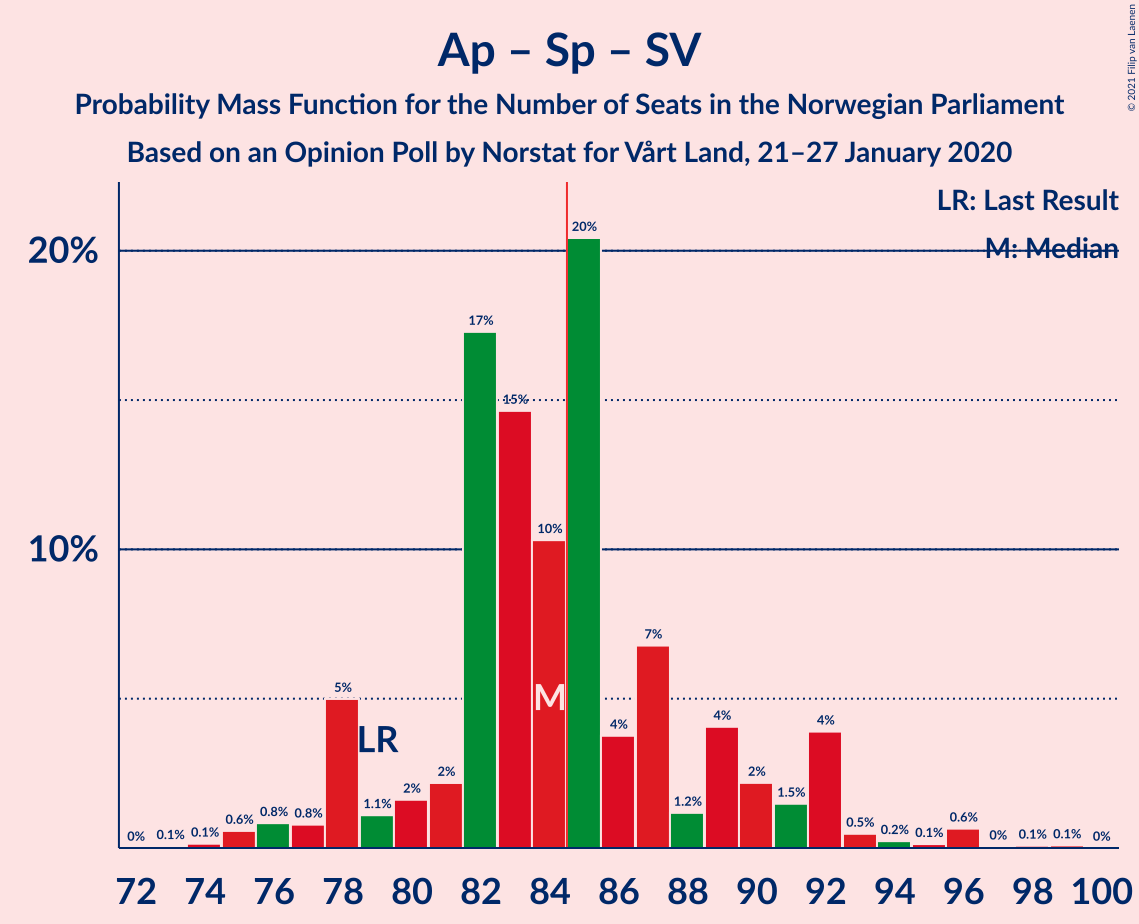 Ap – Sp – SV
Probability Mass Function for the Number of Seats in the Norwegian Parliament
Based on an Opinion Poll by Norstat for Vårt Land, 21–27 January 2020
© 2021 Filip van Laenen
LR: Last Result
M: Median
20%
10%
0% 0.1% 0.1% 0.6% 0.8% 0.8% 5% 1.1% 2% 2% 17% 15% 10% 20% 4% 7% 1.2% 4% 2% 1.5% 4% 0.5% 0.2% 0.1% 0.6% 0% 0.1% 0.1% 0%
LR
M
72 74 76 78 80 82 84 86 88 90 92 94 96 98 100